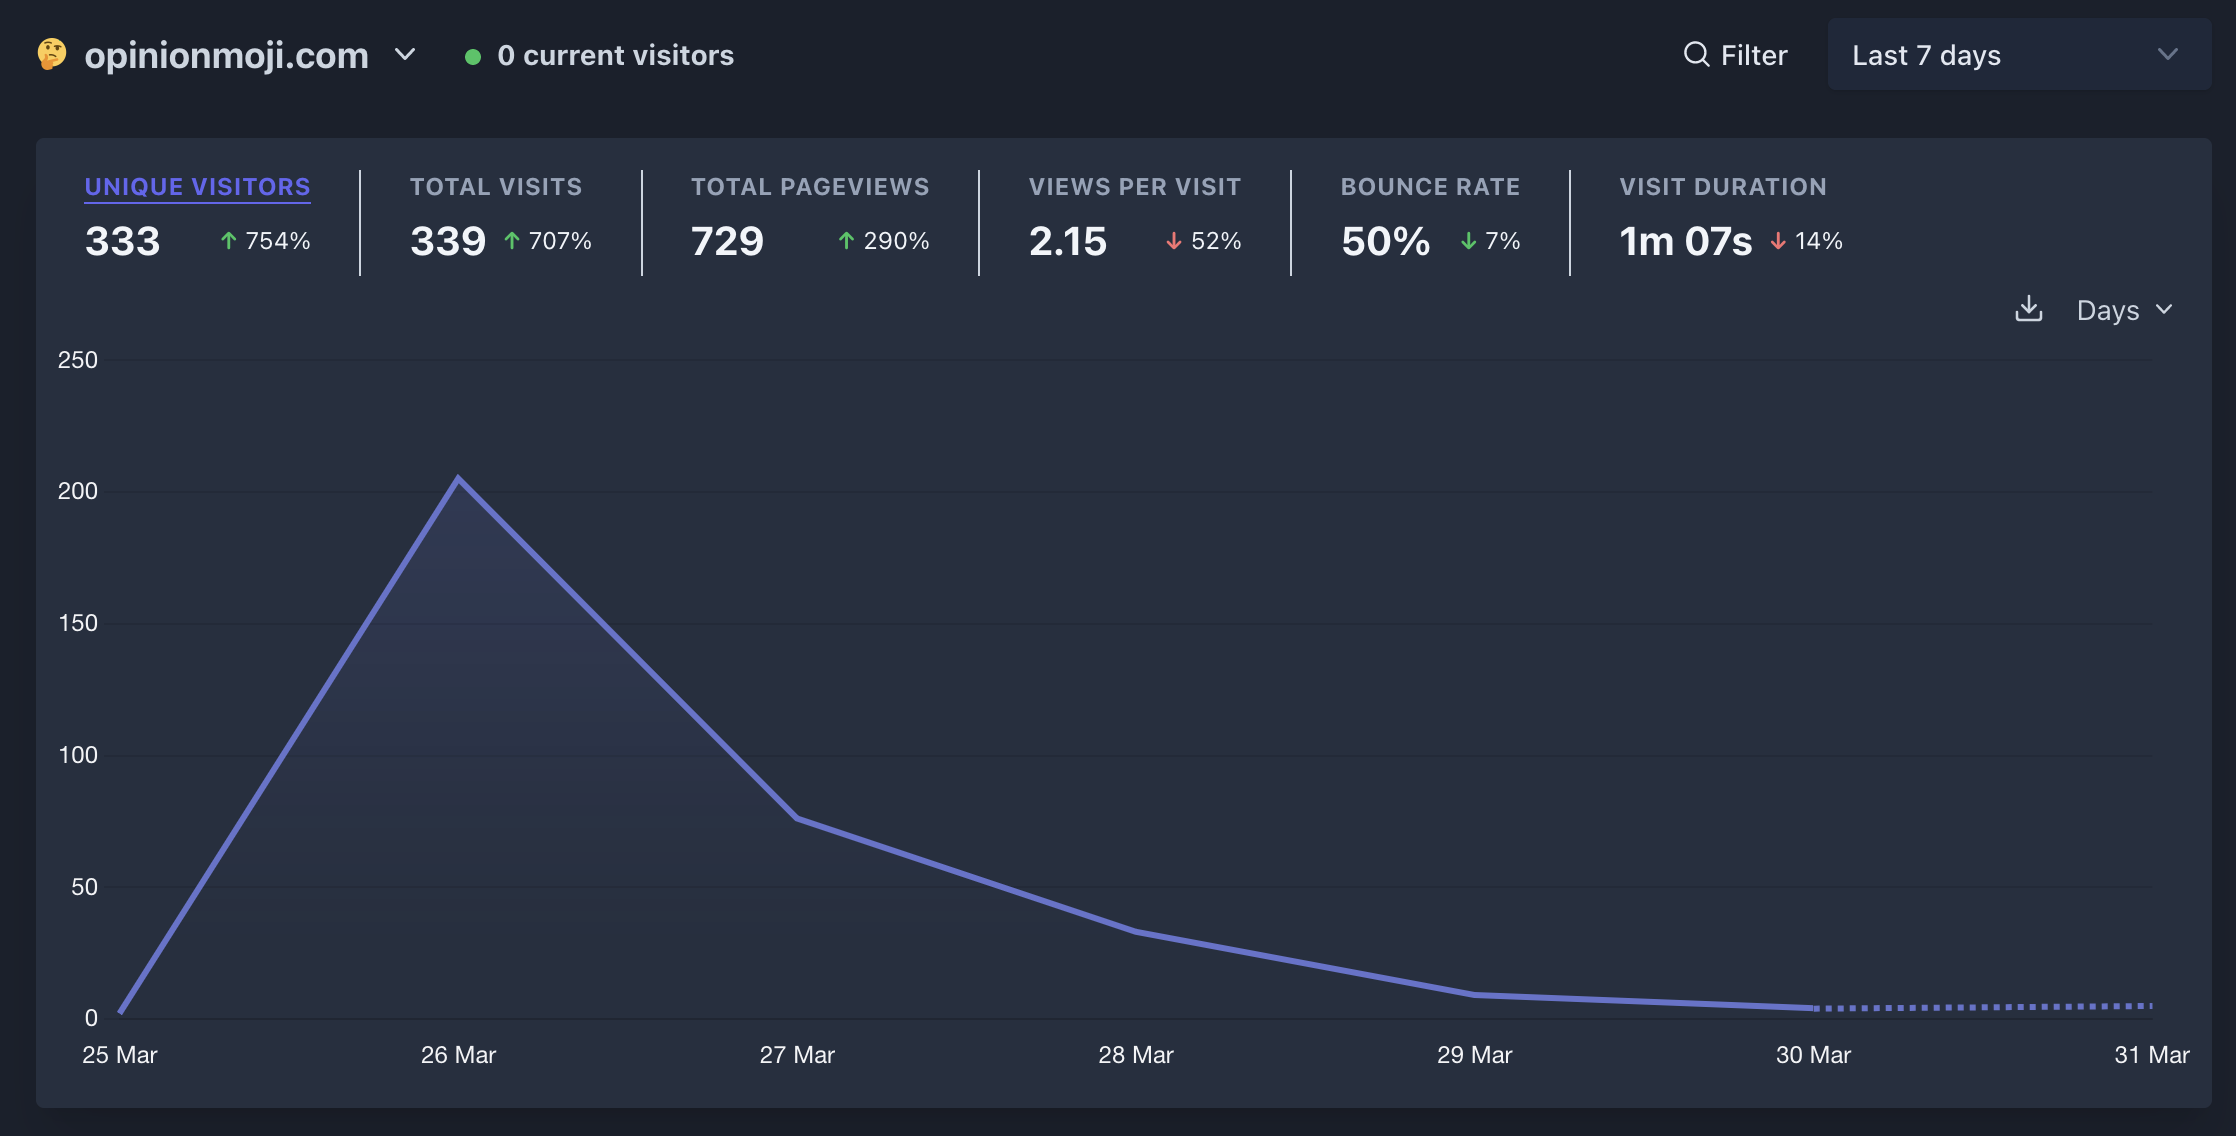 opinionmoji.com
0 current visitors
Filter
Last 7 days
UNIQUE VISITORS
333 ↑ 754%
TOTAL VISITS
339 ↑ 707%
TOTAL PAGEVIEWS
729 ↑ 290%
VIEWS PER VISIT
2.15 ↓ 52%
BOUNCE RATE
50% ↓ 7%
VISIT DURATION
1m 07s ↓ 14%
Days
250
200
150
100
50
0
25 Mar
26 Mar
27 Mar
28 Mar
29 Mar
30 Mar
31 Mar